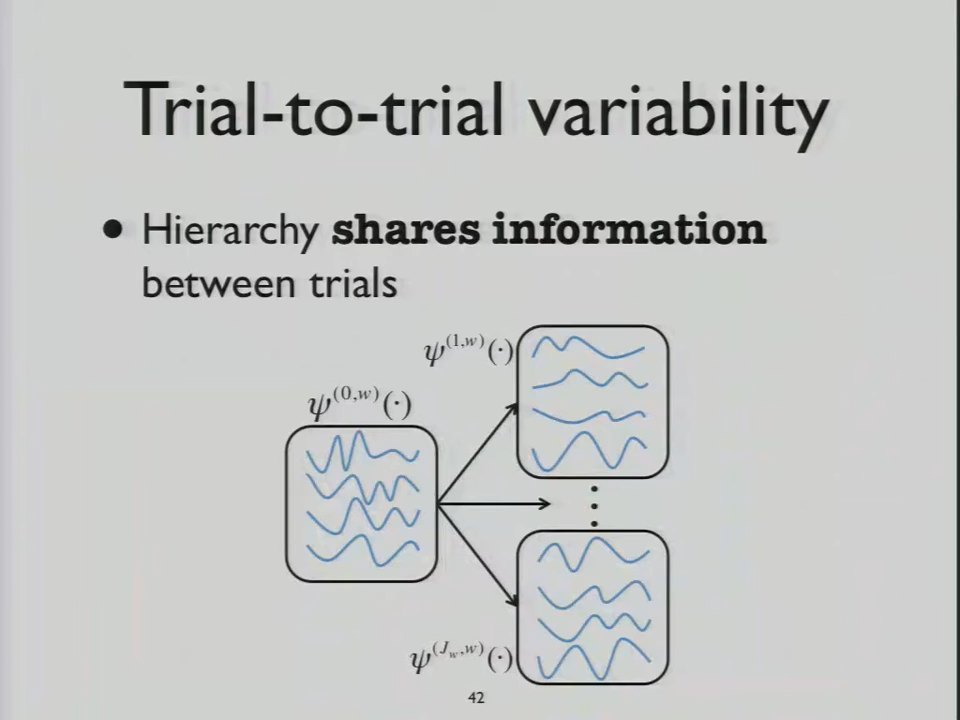 Trial-to-trial variability
• Hierarchy shares information
between trials
ψ^(1,w)(·)
ψ^(0,w)(·)
ψ^(J_w,w)(·)
42